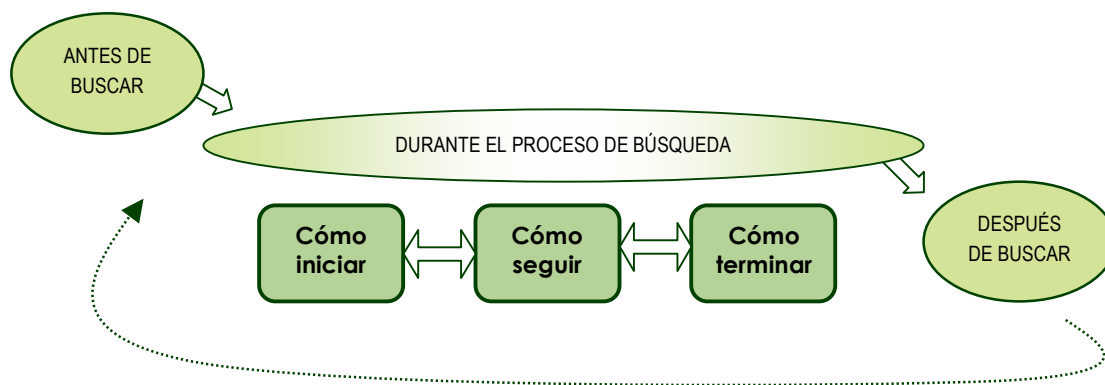 ANTES DE
BUSCAR
DURANTE EL PROCESO DE BÚSQUEDA
Cómo
iniciar
Cómo
seguir
Cómo
terminar
DESPUÉS
DE BUSCAR